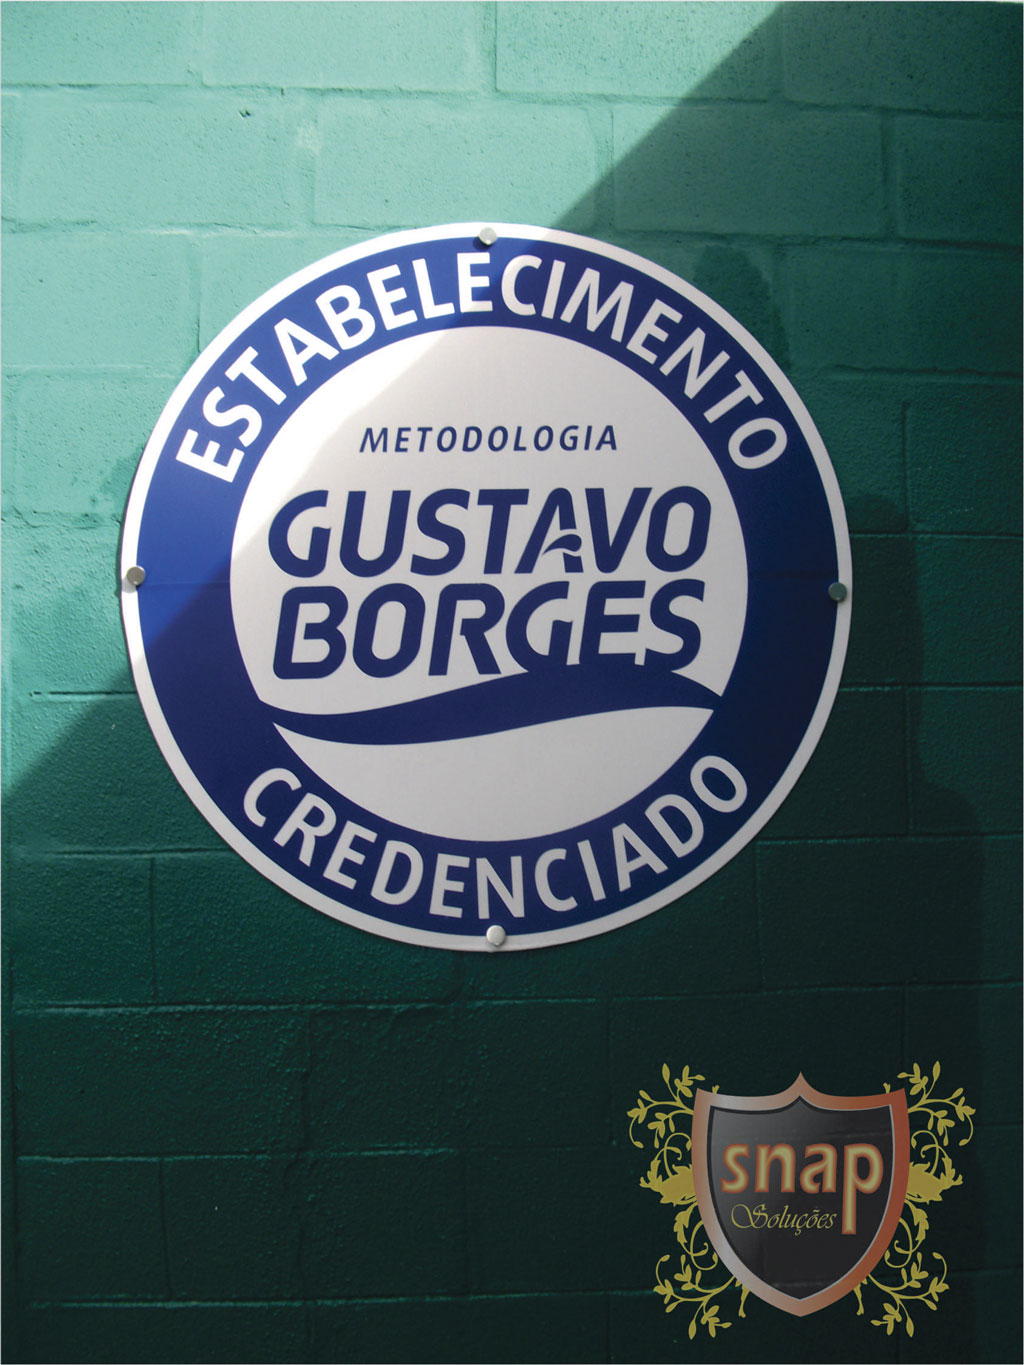 ESTABELECIMENTO
METODOLOGIA
GUSTAVO
BORGES
CREDENCIADO
snap
Soluções